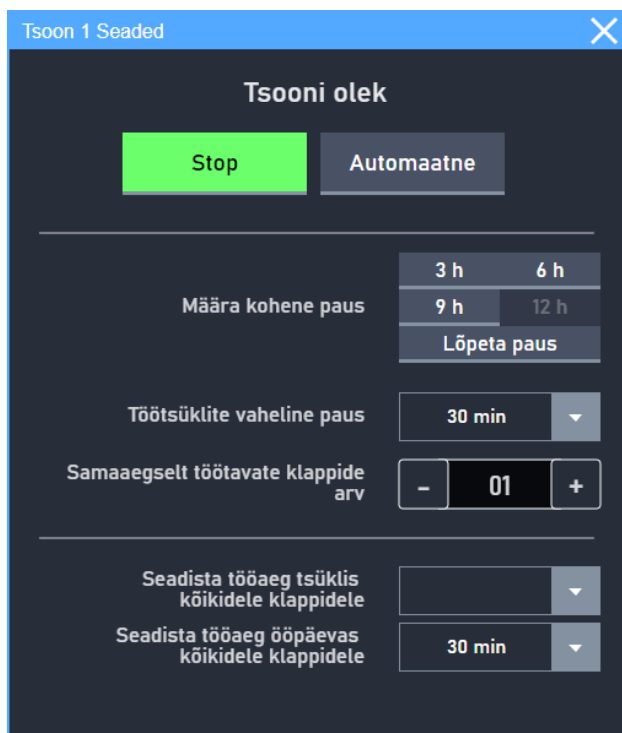 Tsoon 1 Seaded
Tsooni olek
Stop Automaatne
3 h 6 h
Määra kohene paus 9 h 12 h
Lõpeta paus
Töötsüklite vaheline paus 30 min
Samaaegselt töötavate klappide
arv - 01 +
Seadista tööaeg tsüklis
kõikidele klappidele
Seadista tööaeg ööpäevas
kõikidele klappidele 30 min